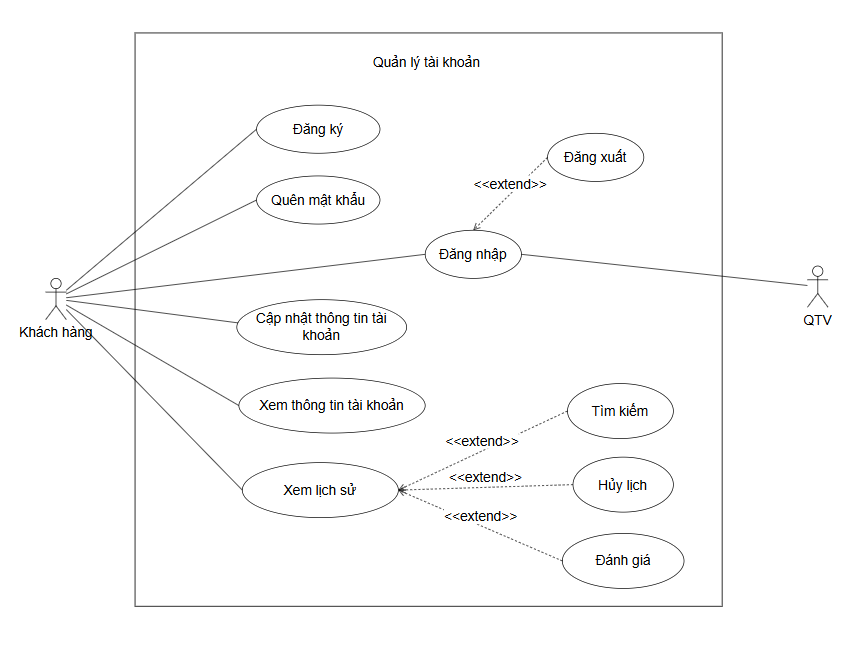 Quản lý tài khoản
Đăng ký
Đăng xuất
<<extend>>
Quên mật khẩu
Đăng nhập
Khách hàng
QTV
Cập nhật thông tin tài
khoản
Xem thông tin tài khoản
Tìm kiếm
<<extend>>
<<extend>>
Hủy lịch
Xem lịch sử
<<extend>>
Đánh giá